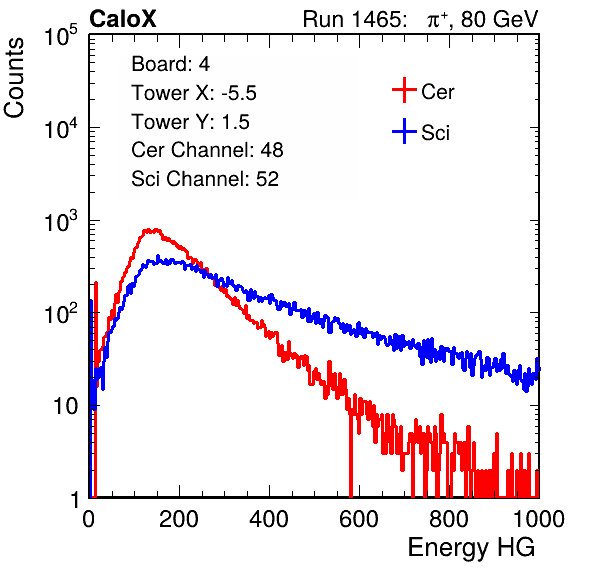 CaloX Run 1465: π⁺, 80 GeV
Counts
10⁵
10⁴
10³
10²
10
1
Board: 4
Tower X: -5.5
Tower Y: 1.5
Cer Channel: 48
Sci Channel: 52
Cer
Sci
0 200 400 600 800 1000
Energy HG